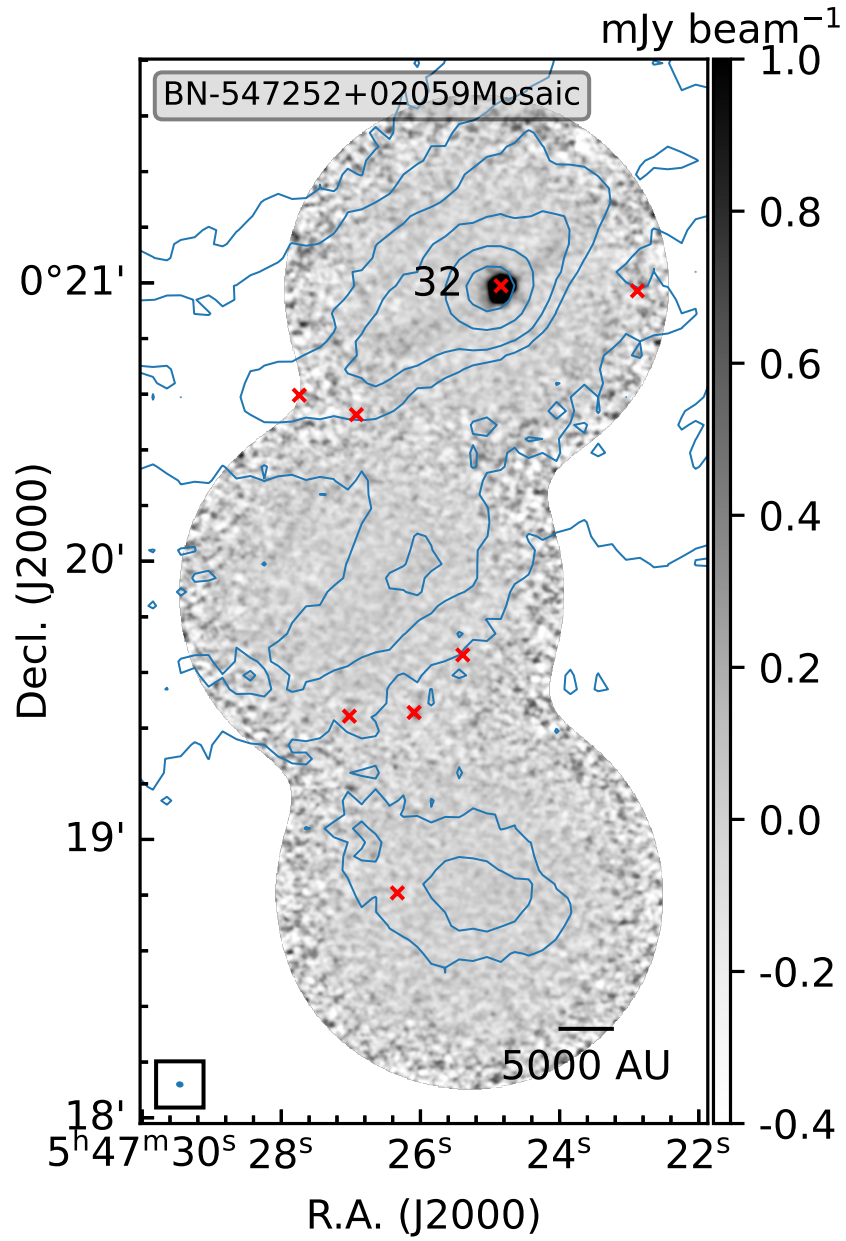 mJy beam⁻¹
1.0
BN-547252+02059Mosaic
0.8
32
0°21'
0.6
0.4
20'
Decl. (J2000)
0.2
0.0
19'
-0.2
5000 AU
18'
-0.4
5ʰ47ᵐ30ˢ 28ˢ 26ˢ 24ˢ 22ˢ
R.A. (J2000)